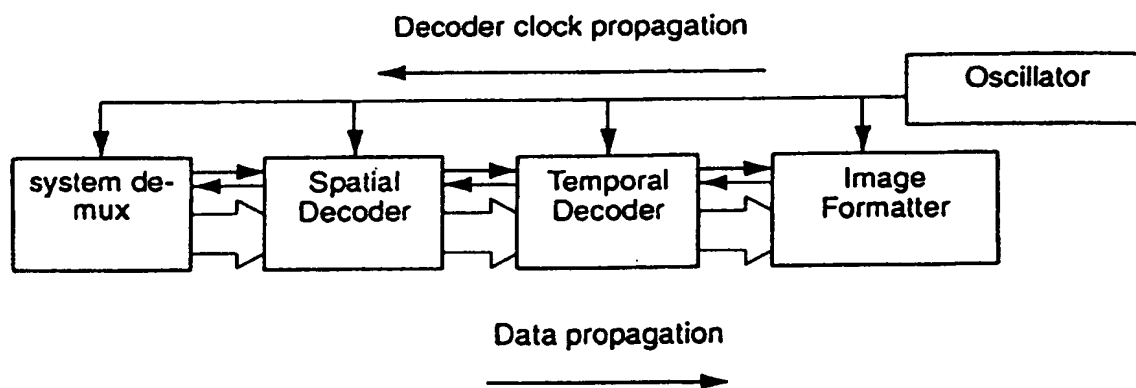 Decoder clock propagation
Oscillator
system de-
mux
Spatial
Decoder
Temporal
Decoder
Image
Formatter
Data propagation